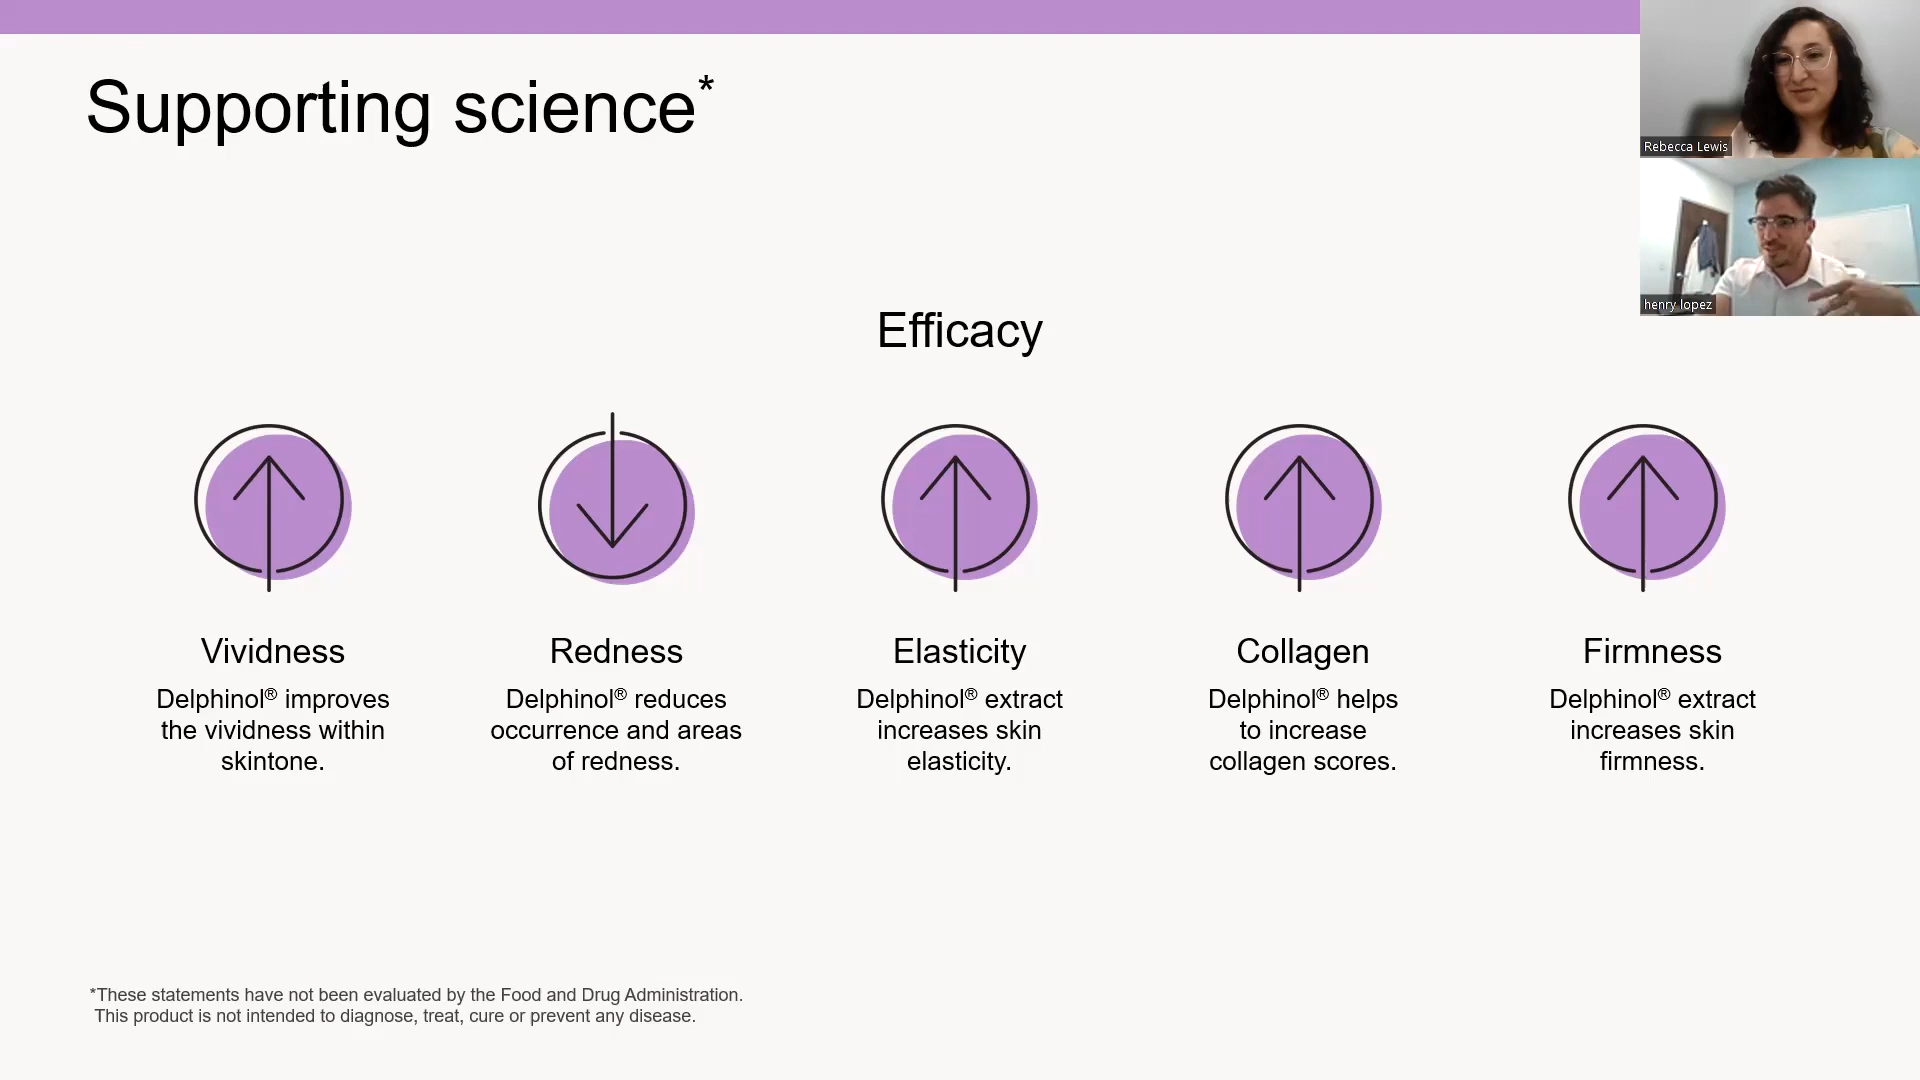 Supporting science*
Rebecca Lewis
henry lopez
Efficacy
Vividness
Delphinol® improves
the vividness within
skintone.
Redness
Delphinol® reduces
occurrence and areas
of redness.
Elasticity
Delphinol® extract
increases skin
elasticity.
Collagen
Delphinol® helps
to increase
collagen scores.
Firmness
Delphinol® extract
increases skin
firmness.
*These statements have not been evaluated by the Food and Drug Administration.
This product is not intended to diagnose, treat, cure or prevent any disease.